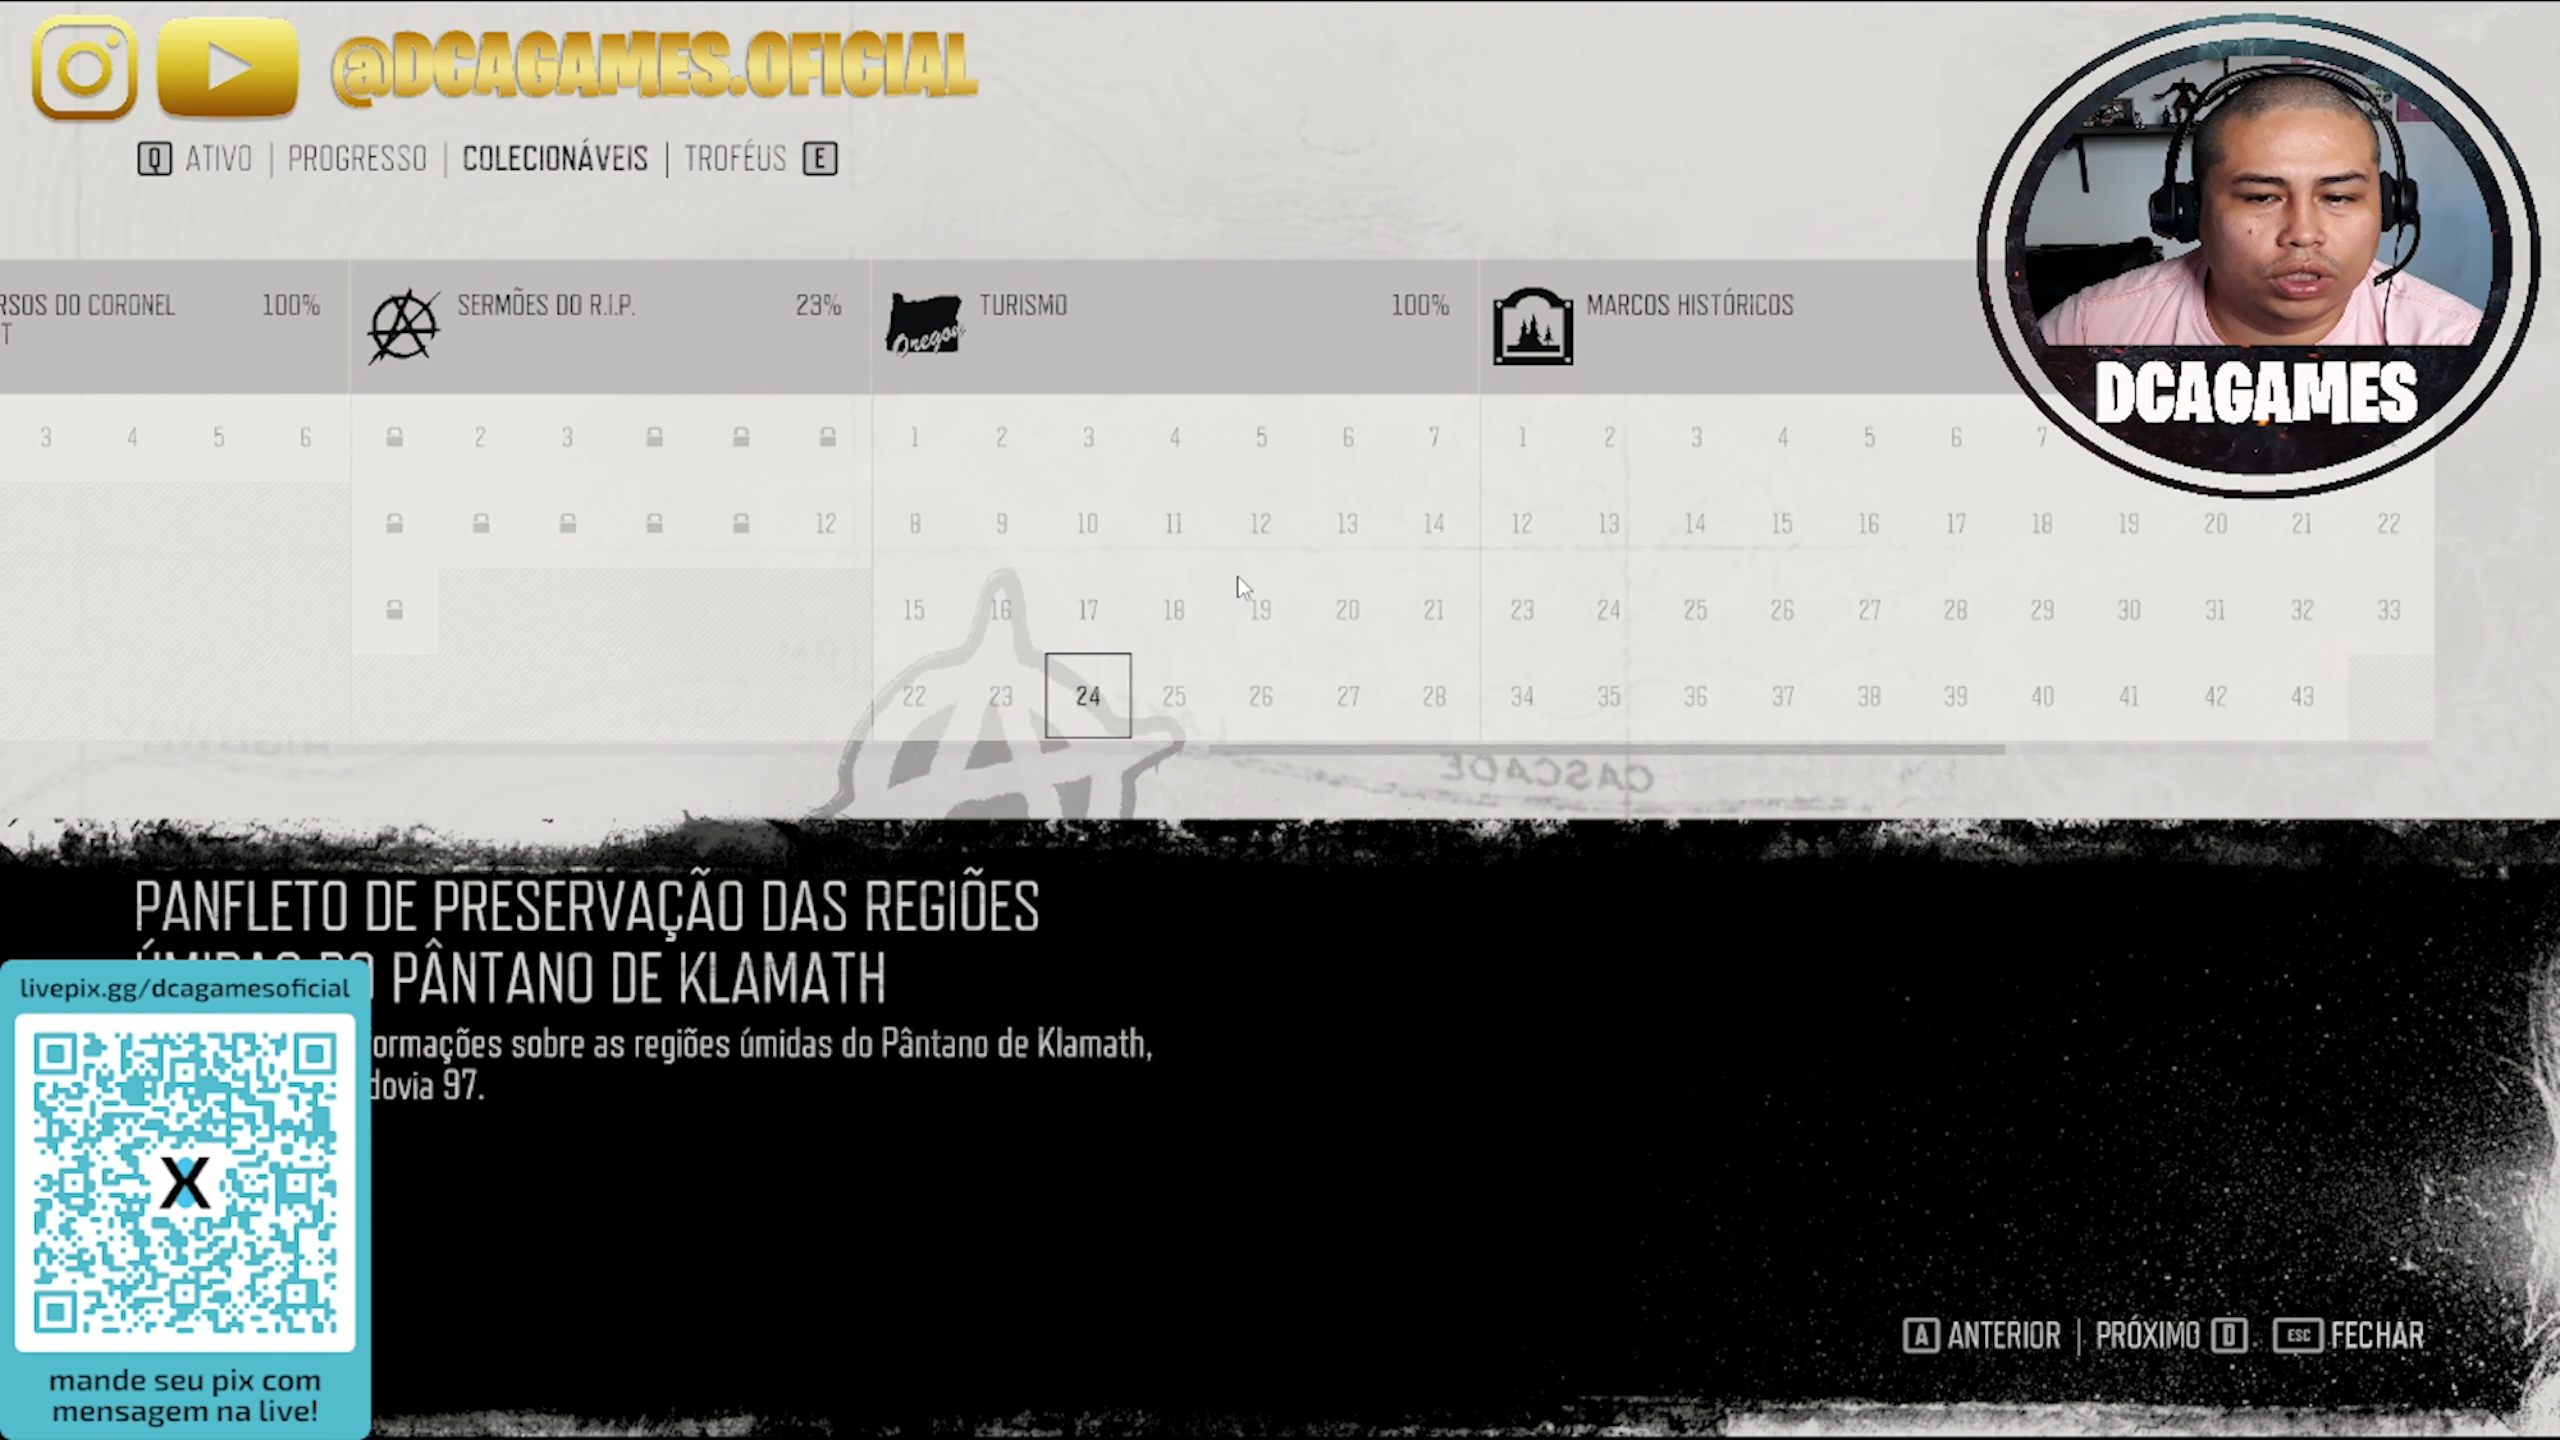 @DCAGAMES.OFICIAL
Q ATIVO | PROGRESSO | COLECIONÁVEIS | TROFÉUS E
RSOS DO CORONEL 100%
T
SERMÕES DO R.I.P. 23%
Oregon
TURISMO 100%
MARCOS HISTÓRICOS
DCAGAMES
3 4 5 6 2 3 1 2 3 4 5 6 7 1 2 3 4 5 6 7
12 8 9 10 11 12 13 14 12 13 14 15 16 17 18 19 20 21 22
15 16 17 18 19 20 21 23 24 25 26 27 28 29 30 31 32 33
22 23 24 25 26 27 28 34 35 36 37 38 39 40 41 42 43
HIGHWAY
CASCADE
PANFLETO DE PRESERVAÇÃO DAS REGIÕES
ÚMIDAS DO PÂNTANO DE KLAMATH
ormações sobre as regiões úmidas do Pântano de Klamath,
dovia 97.
livepix.gg/dcagamesoficial
X
mande seu pix com
mensagem na live!
A ANTERIOR | PRÓXIMO D ESC FECHAR